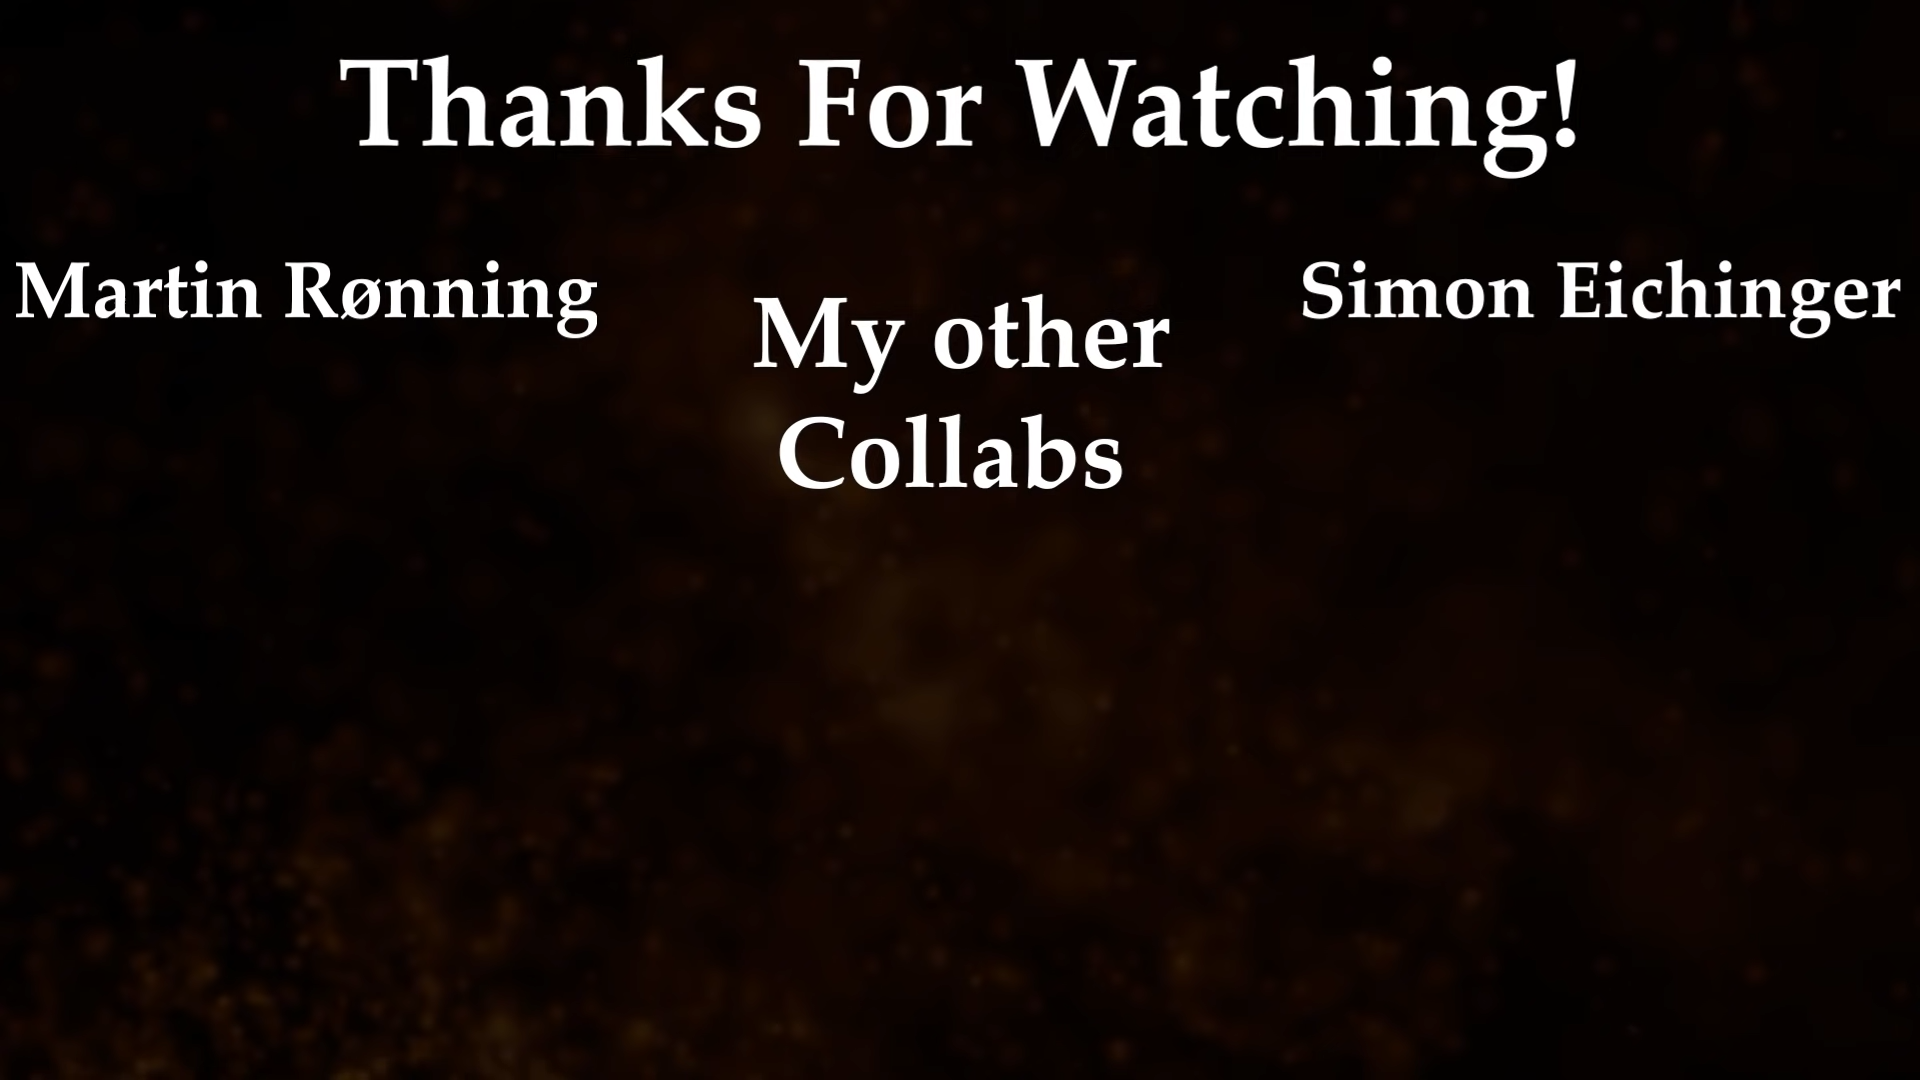 Thanks For Watching!
Martin Rønning
My other
Collabs
Simon Eichinger